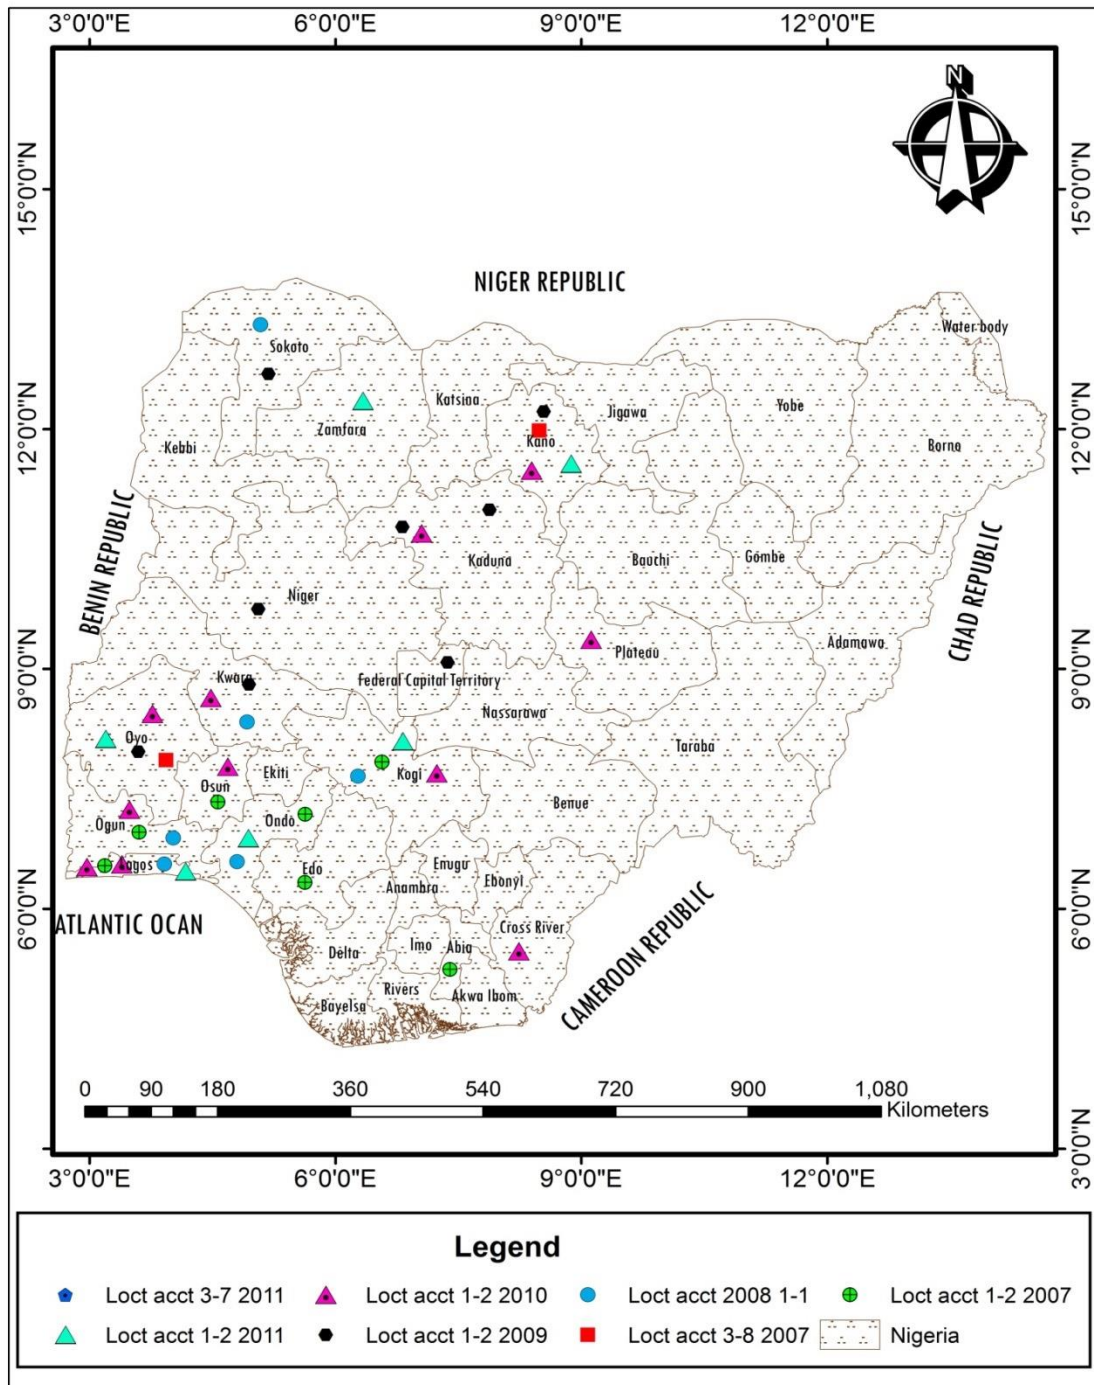 3°0'0"E 6°0'0"E 9°0'0"E 12°0'0"E
N
15°0'0"N 15°0'0"N
NIGER REPUBLIC
Water body
Sokoto
Katsina Jigawa Yobe
Zamfara
12°0'0"N 12°0'0"N
Kano
Kebbi Borno
BENIN REPUBLIC
Kaduna Bauchi Gombe
CHAD REPUBLIC
Niger
Plateau Adamawa
9°0'0"N 9°0'0"N
Kwara Federal Capital Territory
Nassarawa
Oyo Taraba
Osun Ekiti Kogi
Benue
Ogun Ondo
Lagos Edo Enugu
Anambra Ebonyl
6°0'0"N 6°0'0"N
ATLANTIC OCAN Cross River
CAMEROON REPUBLIC
Delta Imo Abia
Rivers Akwa Ibom
Bayelsa
0 90 180 360 540 720 900 1,080
Kilometers
3°0'0"N
3°0'0"E 6°0'0"E 9°0'0"E 12°0'0"E
Legend
Loct acct 3-7 2011 Loct acct 1-2 2010 Loct acct 2008 1-1 Loct acct 1-2 2007
Loct acct 1-2 2011 Loct acct 1-2 2009 Loct acct 3-8 2007 Nigeria